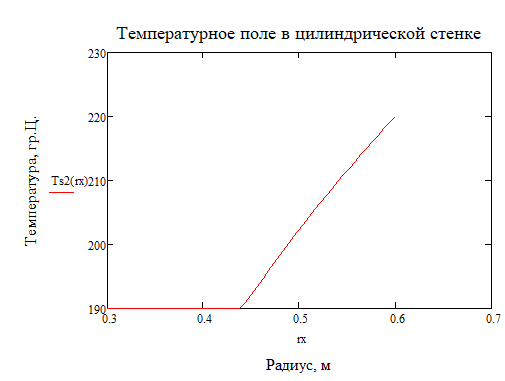 Температурное поле в цилиндрической стенке
230
220
210
200
190
Температура, гр.Ц.
Ts2(rx)
0.3
0.4
0.5
0.6
0.7
rx
Радиус, м